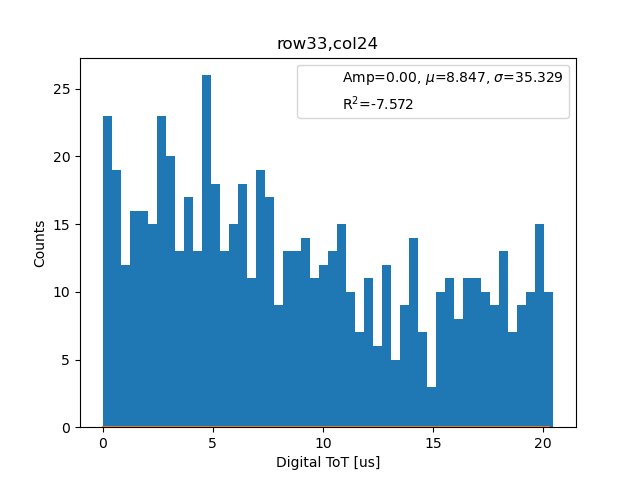 row33,col24
Amp=0.00, μ=8.847, σ=35.329
R²=-7.572
Counts
25
20
15
10
5
0
0 5 10 15 20
Digital ToT [us]